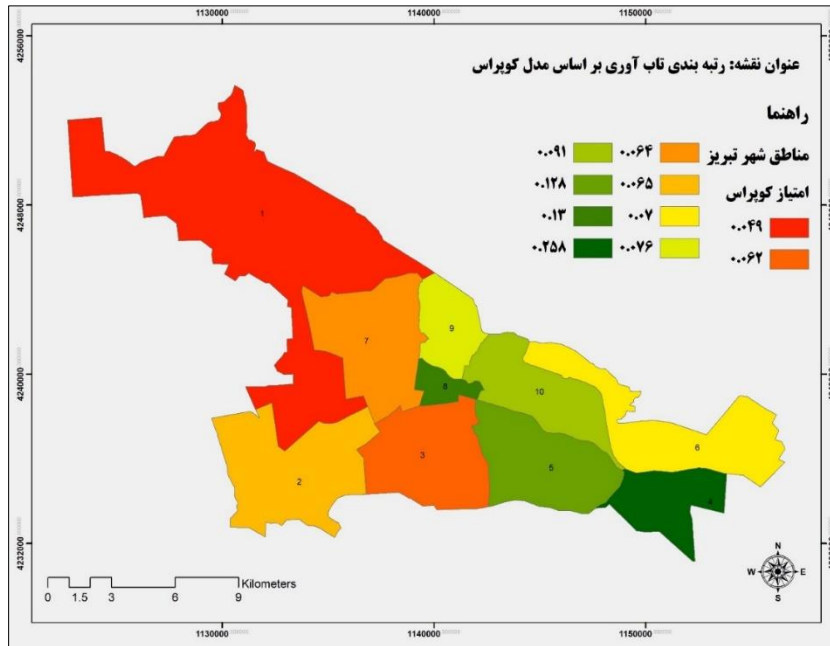 1130000 1140000 1150000
4256000
عنوان نقشه: رتبه بندی تاب آوری بر اساس مدل کوپراس
راهنما
مناطق شهر تبریز
امتیاز کوپراس
۰.۰۴۹
۰.۰۶۲
۰.۰۶۴
۰.۰۶۵
۰.۰۷
۰.۰۷۶
۰.۰۹۱
۰.۱۲۸
۰.۱۳
۰.۲۵۸
4248000
1
7
9
4240000
8
10
6
3
5
2
4232000
N
W E
S
Kilometers
0 1.5 3 6 9
1130000 1140000 1150000